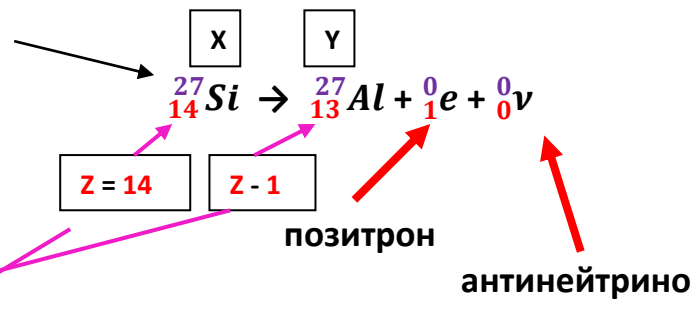 X Y
²⁷₁₄Si → ²⁷₁₃Al + ⁰₁e + ⁰₀ν
Z = 14 Z - 1
позитрон
антинейтрино